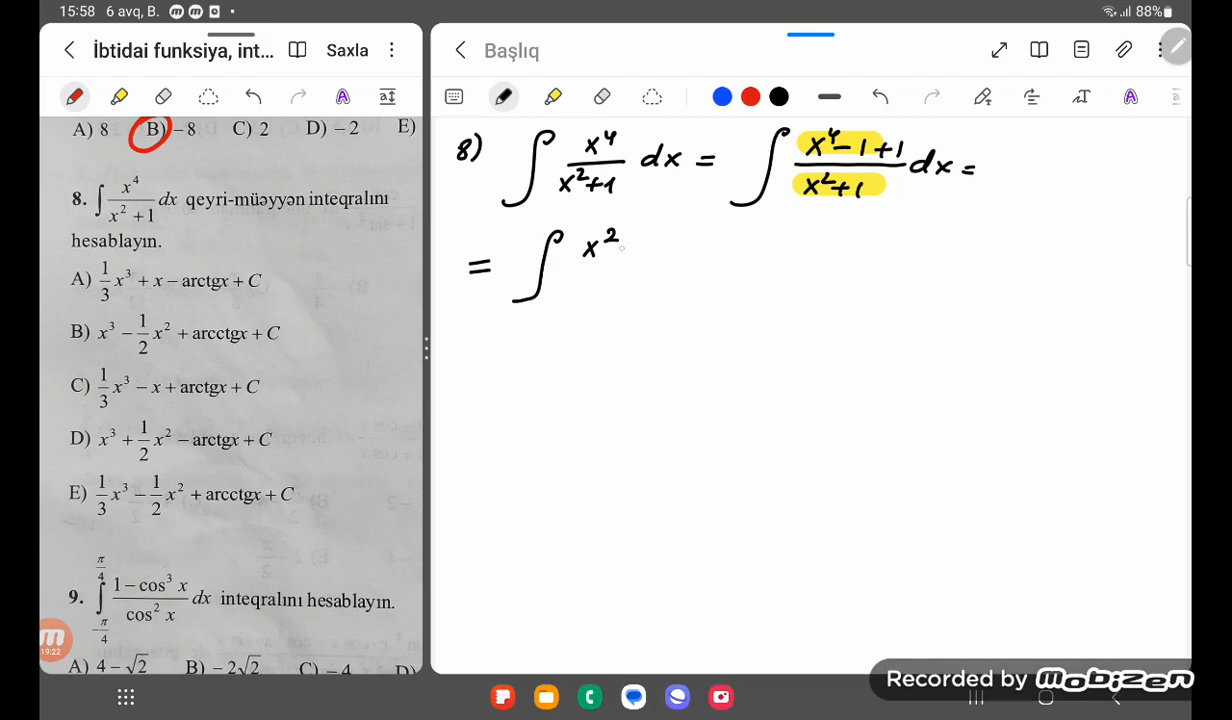 15:58 6 avq, B.
88%
İbtidai funksiya, int...
Saxla
Başlıq
A) 8 B) −8 C) 2 D) −2 E)
8. ∫ x⁴/(x² +1) dx qeyri-müəyyən inteqralını
hesablayın.
A) 1/3 x³ + x − arctgx + C
B) x³ − 1/2 x² + arcctgx + C
C) 1/3 x³ − x + arctgx + C
D) x³ + 1/2 x² − arctgx + C
E) 1/3 x³ − 1/2 x² + arcctgx + C
9. ∫ π/4 −π/4 (1−cos³ x)/(cos² x) dx inteqralını hesablayın.
A) 4−√2 B) −2√2 C) −4 D)
19:22
8) ∫ x⁴/(x²+1) dx = ∫ (x⁴−1+1)/(x²+1) dx =
= ∫ x²
Recorded by mobizen